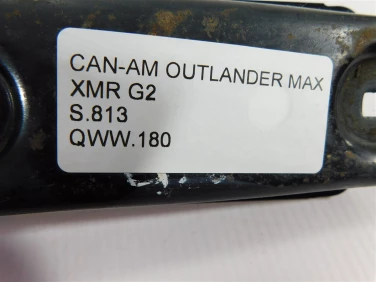 CAN-AM OUTLANDER MAX
XMR G2
S.813
QWW.180